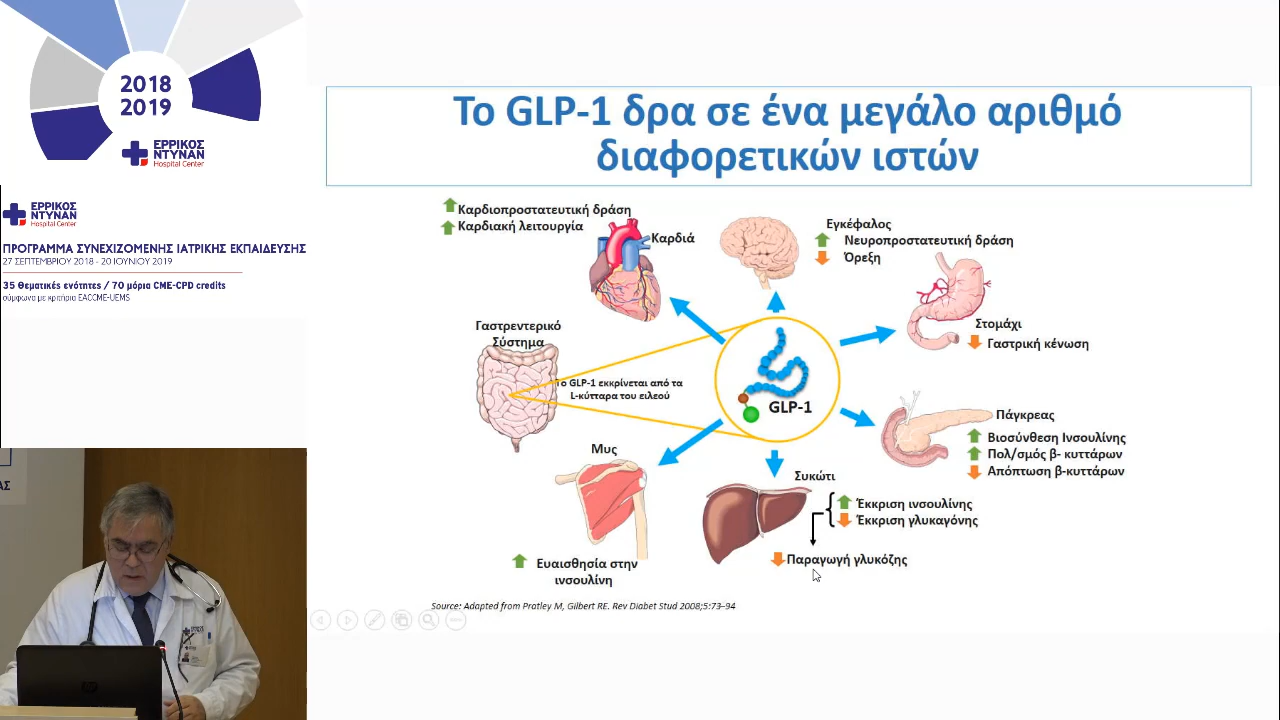 2018
2019
ΕΡΡΙΚΟΣ
ΝΤΥΝΑΝ
Hospital Center
ΕΡΡΙΚΟΣ
ΝΤΥΝΑΝ
Hospital Center
ΠΡΟΓΡΑΜΜΑ ΣΥΝΕΧΙΖΟΜΕΝΗΣ ΙΑΤΡΙΚΗΣ ΕΚΠΑΙΔΕΥΣΗΣ
27 ΣΕΠΤΕΜΒΡΙΟΥ 2018 - 20 ΙΟΥΝΙΟΥ 2019
35 θεματικές ενότητες / 70 μόρια CME-CPD credits
σύμφωνα με κριτήρια EACCME-UEMS
Το GLP-1 δρα σε ένα μεγάλο αριθμό
διαφορετικών ιστών
Καρδιοπροστατευτική δράση
Καρδιακή λειτουργία
Καρδιά
Εγκέφαλος
Νευροπροστατευτική δράση
Όρεξη
Στομάχι
Γαστρική κένωση
Γαστρεντερικό
Σύστημα
Το GLP-1 εκκρίνεται από τα
L-κύτταρα του ειλεού
GLP-1
Πάγκρεας
Βιοσύνθεση Ινσουλίνης
Πολ/σμός β- κυττάρων
Απόπτωση β-κυττάρων
Μυς
Ευαισθησία στην
ινσουλίνη
Συκώτι
Έκκριση ινσουλίνης
Έκκριση γλυκαγόνης
Παραγωγή γλυκόζης
Source: Adapted from Pratley M, Gilbert RE. Rev Diabet Stud 2008;5:73–94